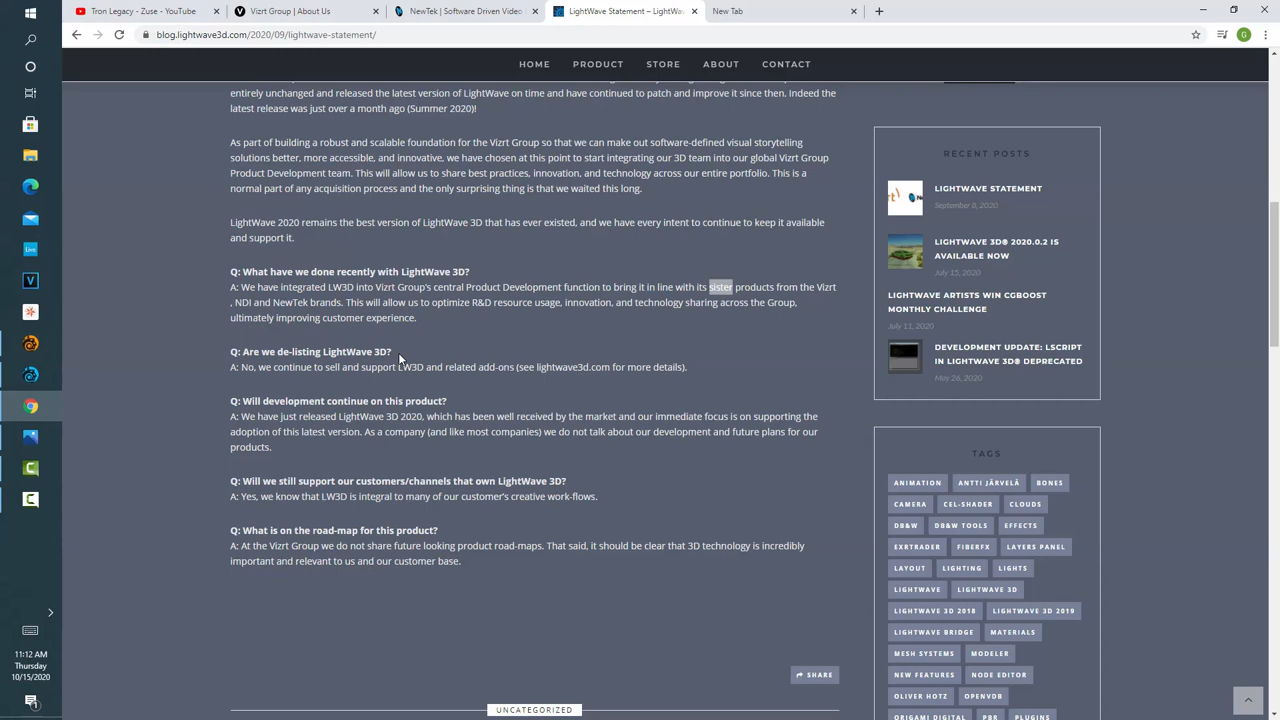 Tron Legacy - Zuse - YouTube
Vizrt Group | About Us
NewTek | Software Driven Video
LightWave Statement – LightWa
New Tab
blog.lightwave3d.com/2020/09/lightwave-statement/
G
HOME PRODUCT STORE ABOUT CONTACT
entirely unchanged and released the latest version of LightWave on time and have continued to patch and improve it since then. Indeed the
latest release was just over a month ago (Summer 2020)!
As part of building a robust and scalable foundation for the Vizrt Group so that we can make out software-defined visual storytelling
solutions better, more accessible, and innovative, we have chosen at this point to start integrating our 3D team into our global Vizrt Group
Product Development team. This will allow us to share best practices, innovation, and technology across our entire portfolio. This is a
normal part of any acquisition process and the only surprising thing is that we waited this long.
LightWave 2020 remains the best version of LightWave 3D that has ever existed, and we have every intent to continue to keep it available
and support it.
Q: What have we done recently with LightWave 3D?
A: We have integrated LW3D into Vizrt Group's central Product Development function to bring it in line with its sister products from the Vizrt
, NDI and NewTek brands. This will allow us to optimize R&D resource usage, innovation, and technology sharing across the Group,
ultimately improving customer experience.
Q: Are we de-listing LightWave 3D?
A: No, we continue to sell and support LW3D and related add-ons (see lightwave3d.com for more details).
Q: Will development continue on this product?
A: We have just released LightWave 3D 2020, which has been well received by the market and our immediate focus is on supporting the
adoption of this latest version. As a company (and like most companies) we do not talk about our development and future plans for our
products.
Q: Will we still support our customers/channels that own LightWave 3D?
A: Yes, we know that LW3D is integral to many of our customer's creative work-flows.
Q: What is on the road-map for this product?
A: At the Vizrt Group we do not share future looking product road-maps. That said, it should be clear that 3D technology is incredibly
important and relevant to us and our customer base.
SHARE
UNCATEGORIZED
RECENT POSTS
LIGHTWAVE STATEMENT
September 8, 2020
LIGHTWAVE 3D® 2020.0.2 IS
AVAILABLE NOW
July 15, 2020
LIGHTWAVE ARTISTS WIN CGBOOST
MONTHLY CHALLENGE
July 11, 2020
DEVELOPMENT UPDATE: LSCRIPT
IN LIGHTWAVE 3D® DEPRECATED
May 26, 2020
TAGS
ANIMATION ANTTI JÄRVELÄ BONES
CAMERA CEL-SHADER CLOUDS
DB&W DB&W TOOLS EFFECTS
EXRTRADER FIBERFX LAYERS PANEL
LAYOUT LIGHTING LIGHTS
LIGHTWAVE LIGHTWAVE 3D
LIGHTWAVE 3D 2018 LIGHTWAVE 3D 2019
LIGHTWAVE BRIDGE MATERIALS
MESH SYSTEMS MODELER
NEW FEATURES NODE EDITOR
OLIVER HOTZ OPENVDB
ORIGAMI DIGITAL PBR PLUGINS
11:12 AM
Thursday
10/15/2020